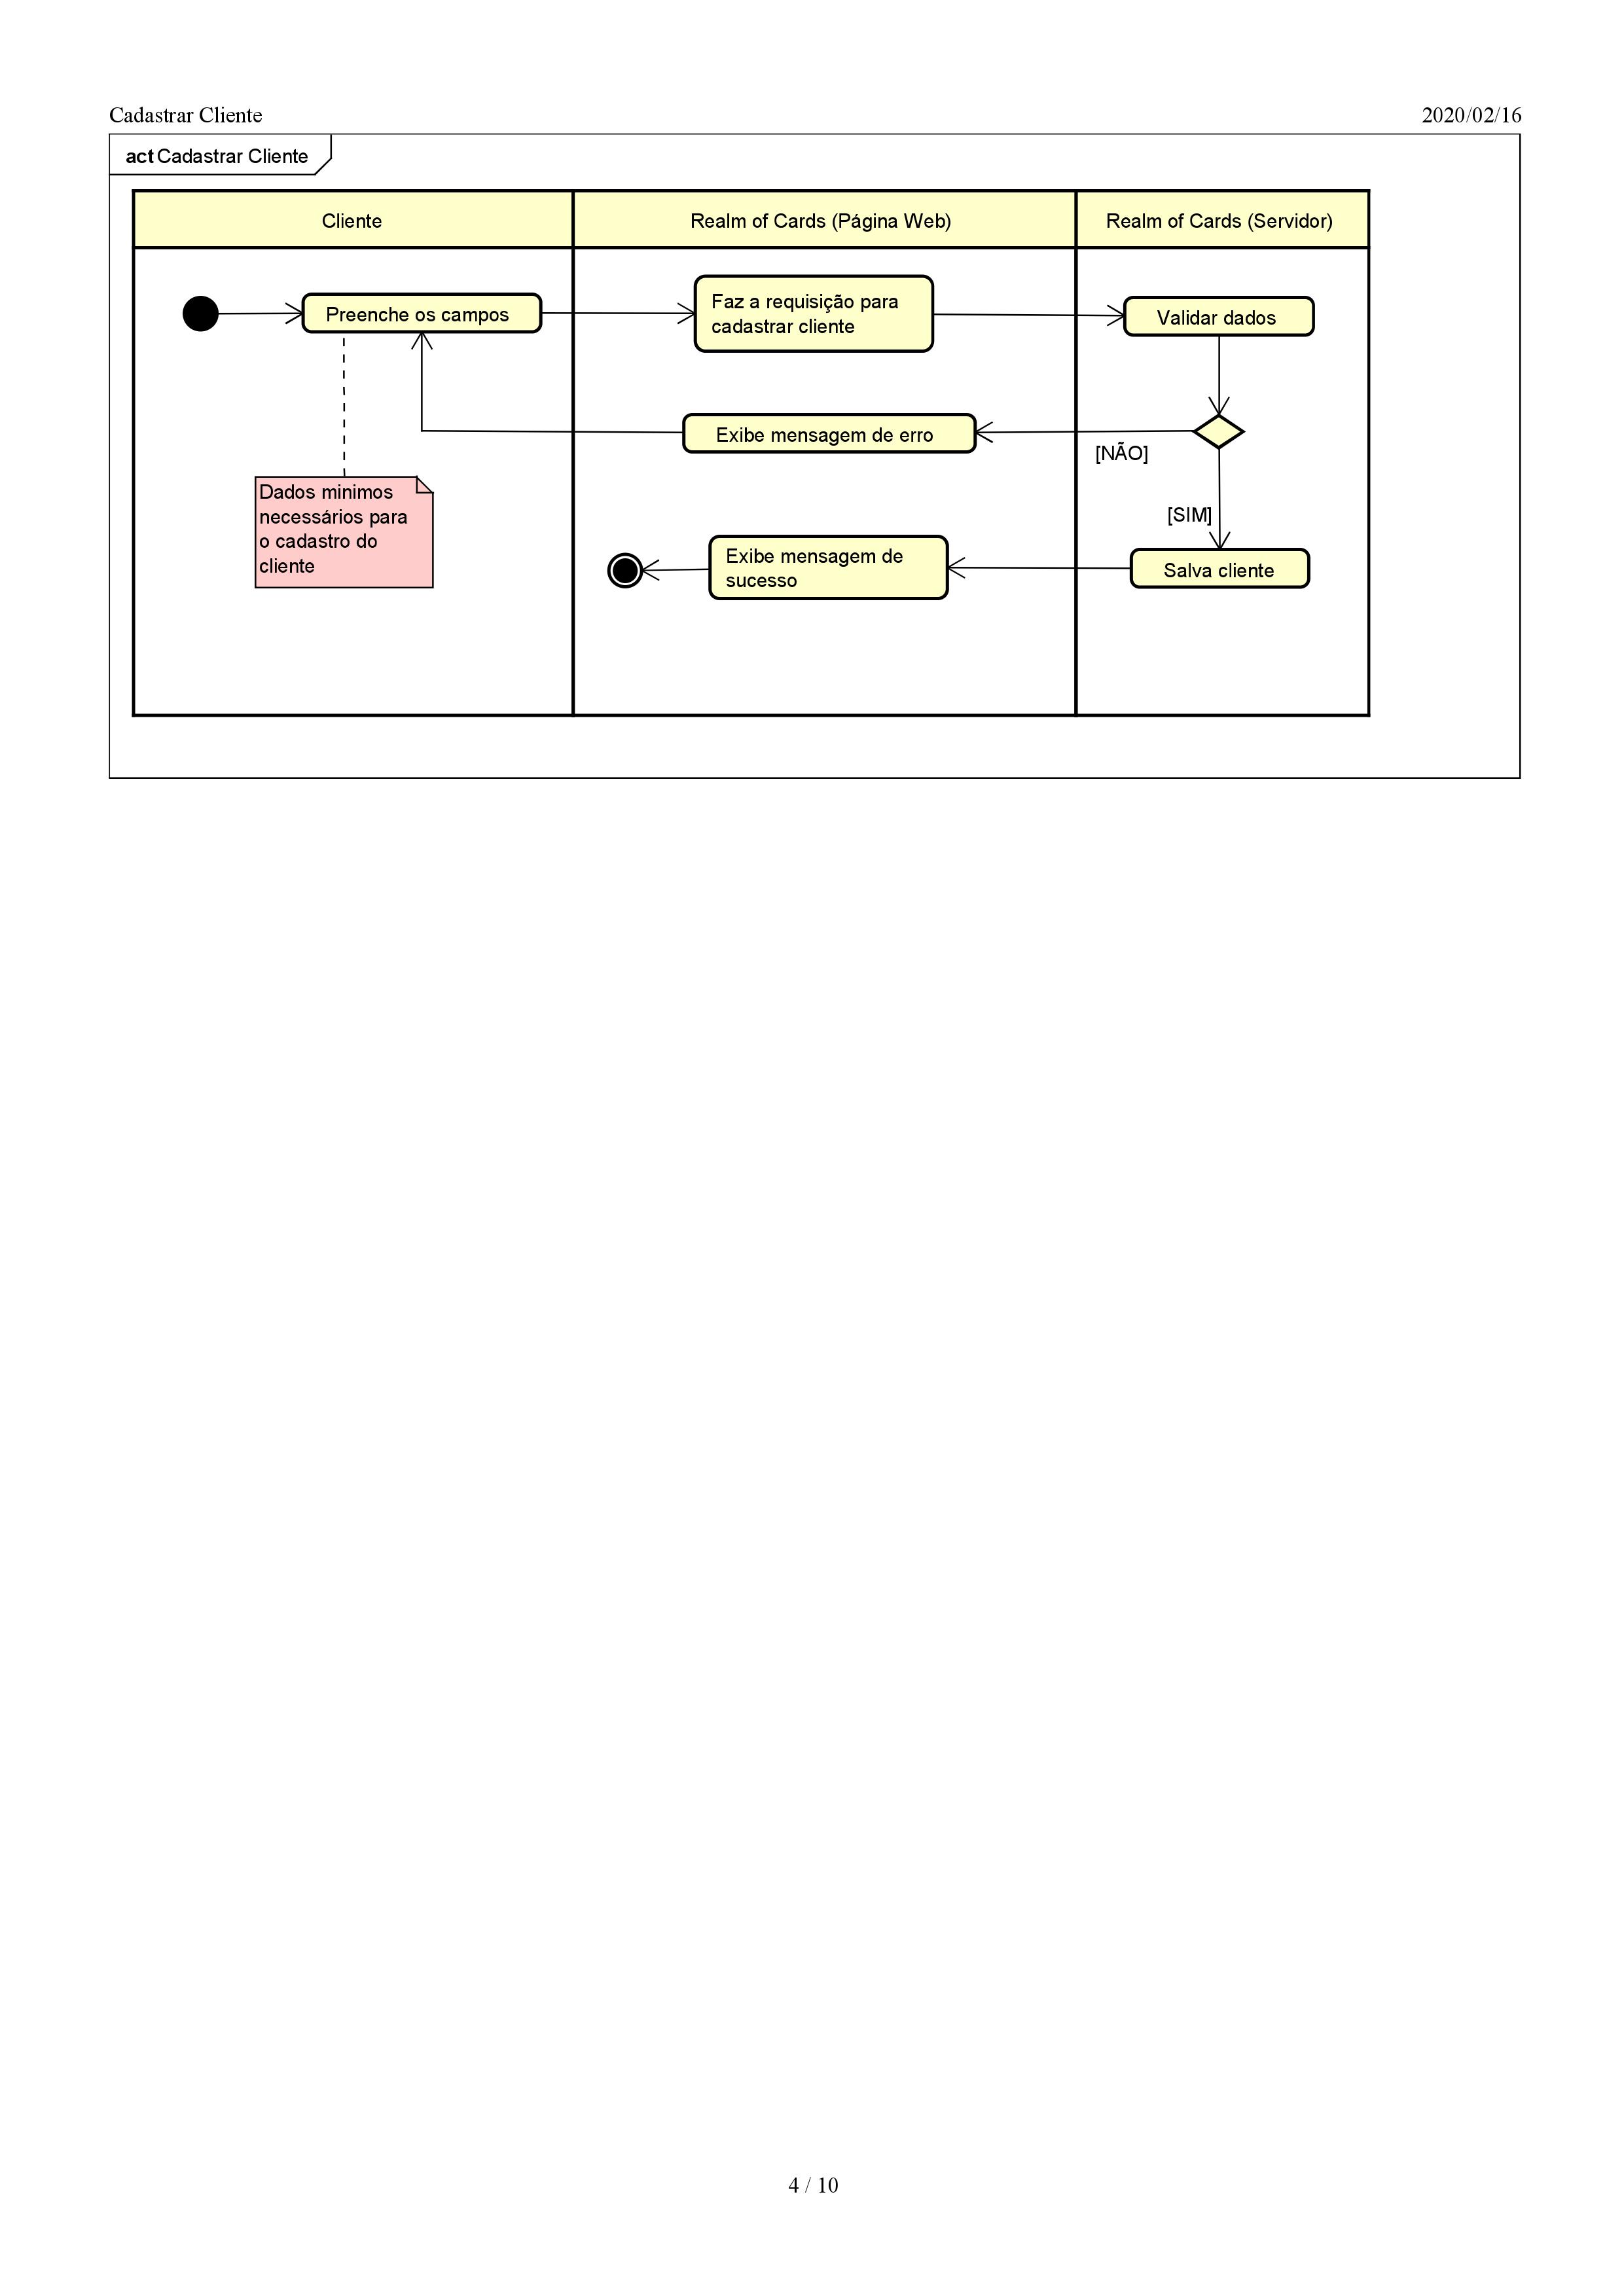 Cadastrar Cliente
2020/02/16
act Cadastrar Cliente
Cliente
Realm of Cards (Página Web)
Realm of Cards (Servidor)
Preenche os campos
Faz a requisição para
cadastrar cliente
Validar dados
Exibe mensagem de erro
[NÃO]
Dados minimos
necessários para
o cadastro do
cliente
[SIM]
Exibe mensagem de
sucesso
Salva cliente
4 / 10